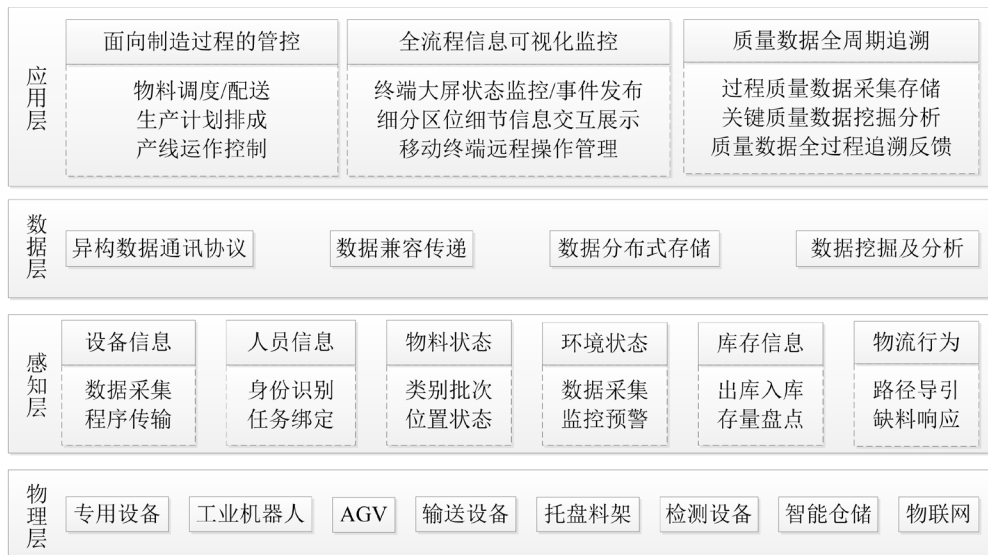 应用层
面向制造过程的管控
物料调度/配送
生产计划排成
产线运作控制
全流程信息可视化监控
终端大屏状态监控/事件发布
细分区位细节信息交互展示
移动终端远程操作管理
质量数据全周期追溯
过程质量数据采集存储
关键质量数据挖掘分析
质量数据全过程追溯反馈
数据层
异构数据通讯协议
数据兼容传递
数据分布式存储
数据挖掘及分析
感知层
设备信息
数据采集
程序传输
人员信息
身份识别
任务绑定
物料状态
类别批次
位置状态
环境状态
数据采集
监控预警
库存信息
出库入库
存量盘点
物流行为
路径导引
缺料响应
物理层
专用设备
工业机器人
AGV
输送设备
托盘料架
检测设备
智能仓储
物联网